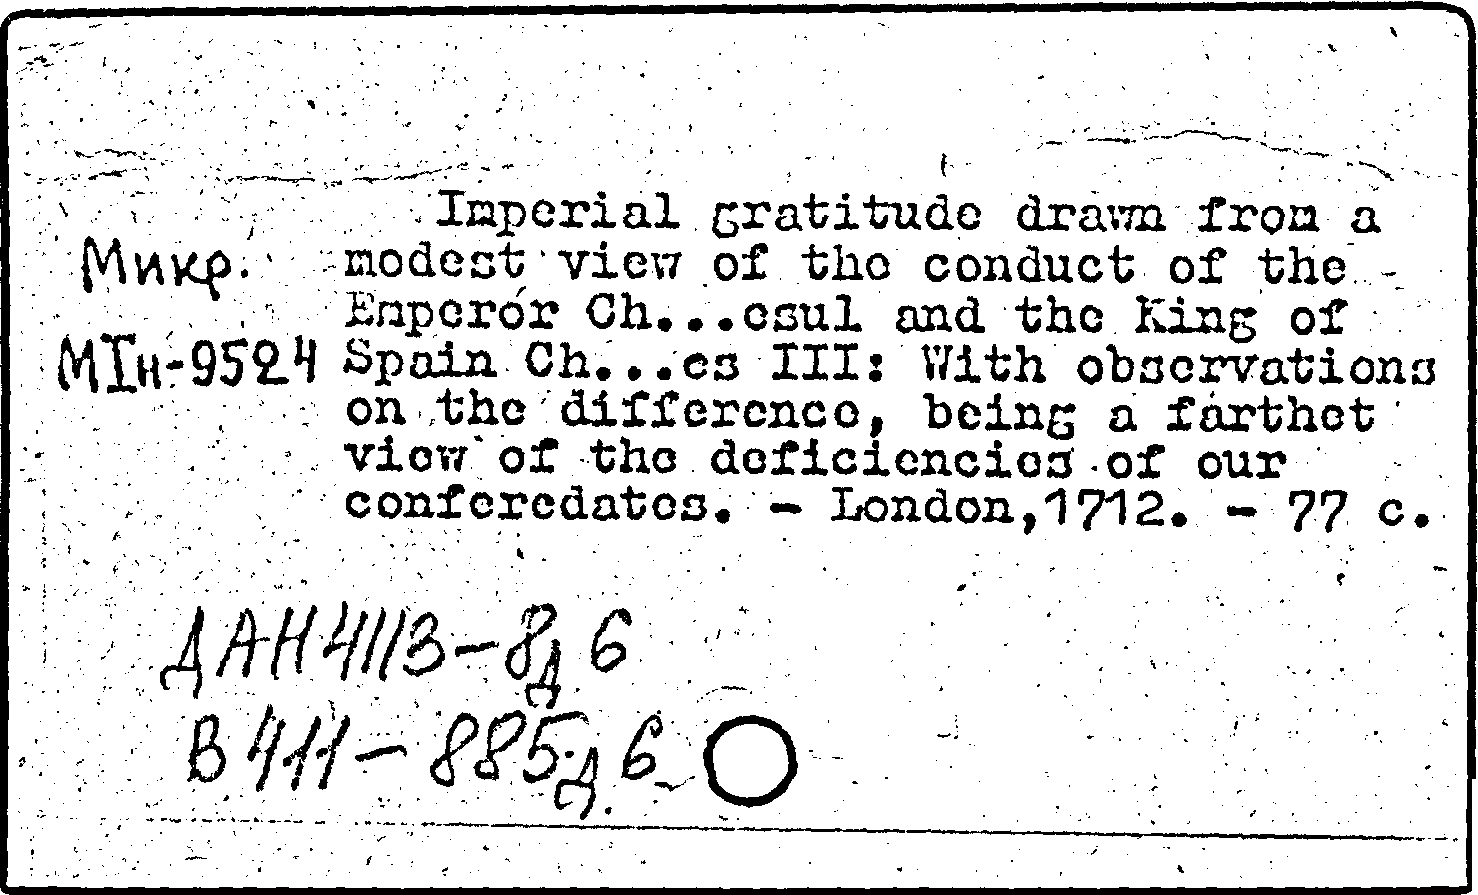 Imperial gratitude drawn from a
Микр. modest view of the conduct of the
Emperor Ch...esul and the King of
МIн-9524 Spain Ch...es III: With observations
on the difference, being a farthet
view of the deficiencies of our
conferedates. - London,1712. - 77 c.
ДАН4113-8д6
В411-885д6